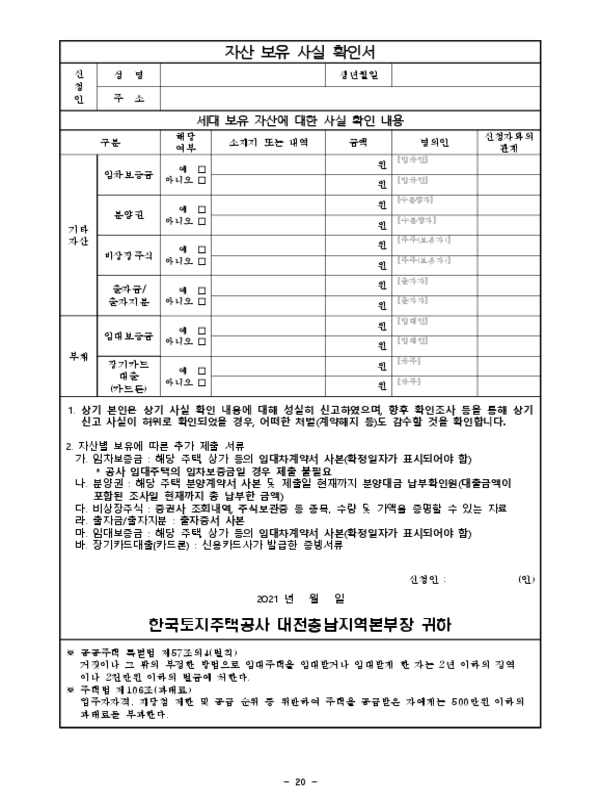 자산 보유 사실 확인서
신청인
성 명
생년월일
주 소
세대 보유 자산에 대한 사실 확인 내용
구분
해당 여부
소재지 또는 내역
금액
명의인
신청자와의 관계
기타 자산
임차보증금
예 □
아니오 □
원
[임차인]
원
[임차인]
분양권
예 □
아니오 □
원
[수분양자]
원
[수분양자]
비상장주식
예 □
아니오 □
원
[주주(보유자)]
원
[주주(보유자)]
출자금/
출자지분
예 □
아니오 □
원
[출자자]
원
[출자자]
부채
임대보증금
예 □
아니오 □
원
[임대인]
원
[임대인]
장기카드
대출
(카드론)
예 □
아니오 □
원
[차주]
원
[차주]
1. 상기 본인은 상기 사실 확인 내용에 대해 성실히 신고하였으며, 향후 확인조사 등을 통해 상기
신고 사실이 허위로 확인되었을 경우, 어떠한 처벌(계약해지 등)도 감수할 것을 확인합니다.
2. 자산별 보유에 따른 추가 제출 서류
가. 임차보증금 : 해당 주택, 상가 등의 임대차계약서 사본(확정일자가 표시되어야 함)
* 공사 임대주택의 임차보증금일 경우 제출 불필요
나. 분양권 : 해당 주택 분양계약서 사본 및 제출일 현재까지 분양대금 납부확인원(대출금액이
포함된 조사일 현재까지 총 납부한 금액)
다. 비상장주식 : 증권사 조회내역, 주식보관증 등 종목, 수량 및 가액을 증명할 수 있는 자료
라. 출자금/출자지분 : 출자증서 사본
마. 임대보증금 : 해당 주택, 상가 등의 임대차계약서 사본(확정일자가 표시되어야 함)
바. 장기카드대출(카드론) : 신용카드사가 발급한 증빙서류
신청인 : (인)
2021 년 월 일
한국토지주택공사 대전충남지역본부장 귀하
※ 공공주택 특별법 제57조의4(벌칙)
거짓이나 그 밖의 부정한 방법으로 임대주택을 임대받거나 임대받게 한 자는 2년 이하의 징역
이나 2천만원 이하의 벌금에 처한다.
※ 주택법 제106조(과태료)
입주자자격, 재당첨 제한 및 공급 순위 등 위반하여 주택을 공급받은 자에게는 500만원 이하의
과태료를 부과한다.
- 20 -